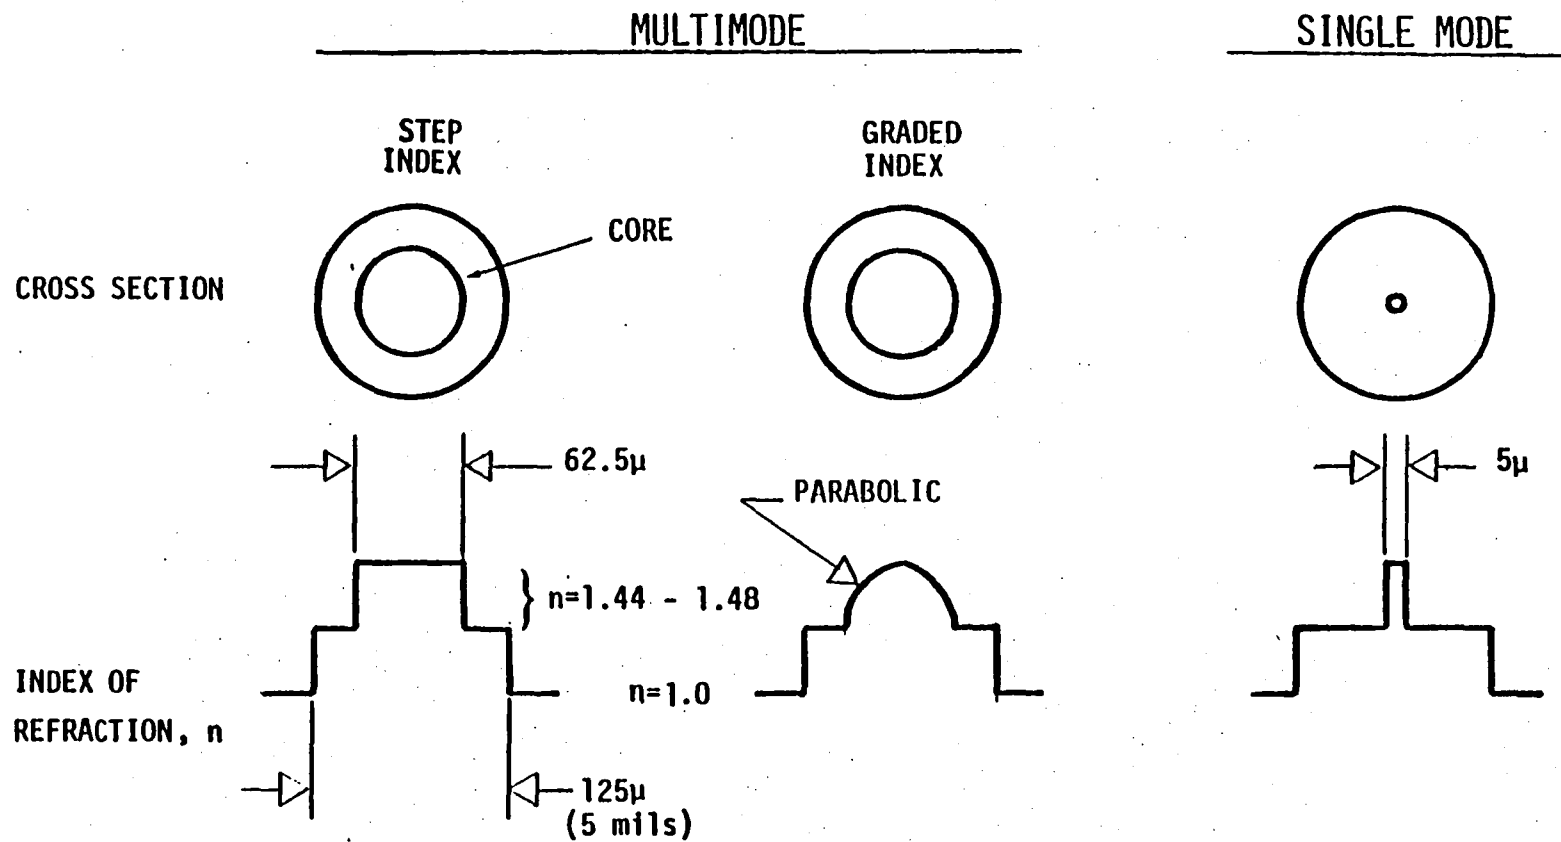 MULTIMODE
SINGLE MODE
STEP
INDEX
GRADED
INDEX
CORE
CROSS SECTION
62.5µ
5µ
PARABOLIC
n=1.44 - 1.48
INDEX OF
REFRACTION, n
n=1.0
125µ
(5 mils)